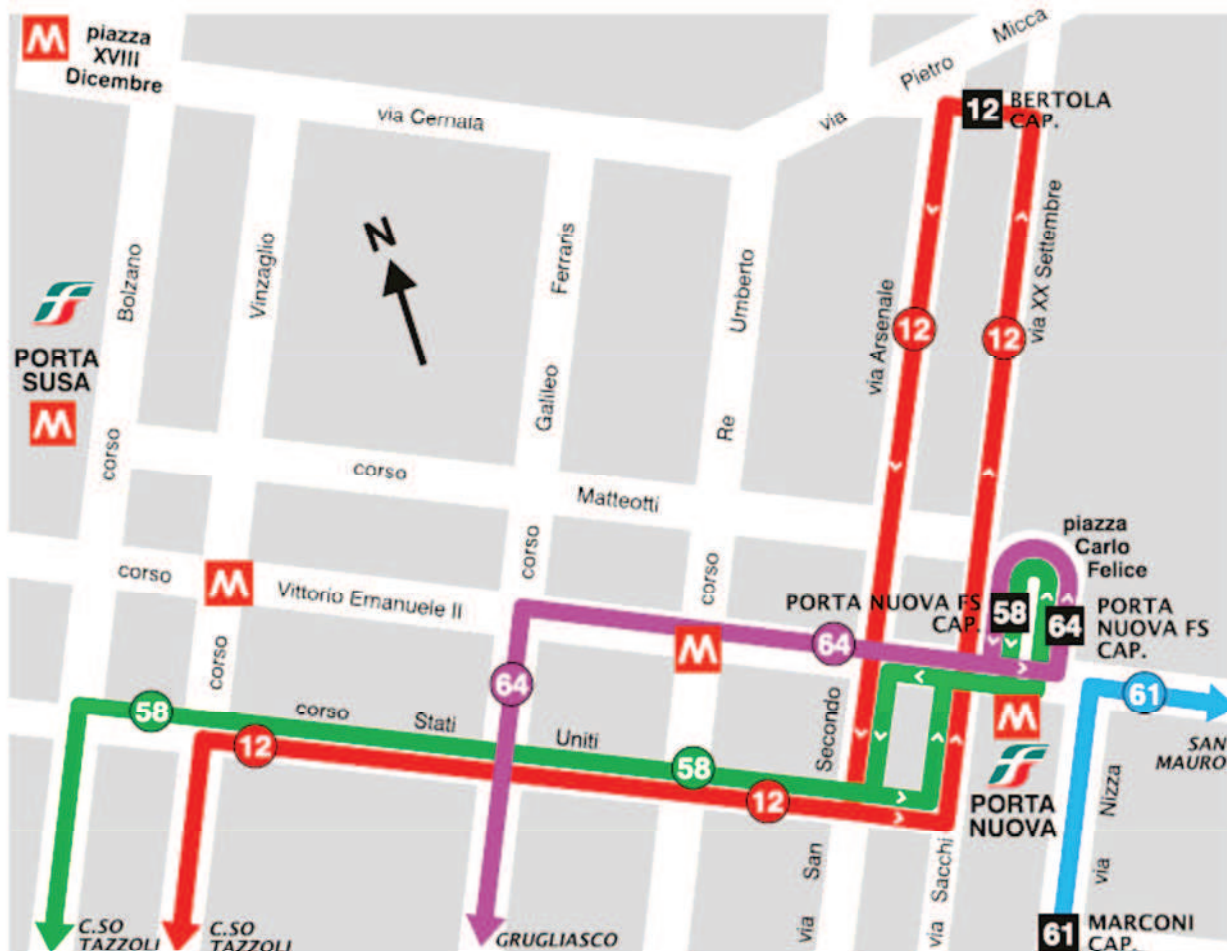 M
piazza
XVIII
Dicembre
via Cernaia
via Pietro Micca
12
BERTOLA
CAP.
N
corso Bolzano
corso Vinzaglio
corso Galileo Ferraris
corso Re Umberto
via Arsenale
via XX Settembre
12
12
PORTA
SUSA
M
corso Matteotti
piazza
Carlo
Felice
corso
M
Vittorio Emanuele II
PORTA NUOVA FS
CAP.
58
64
PORTA
NUOVA FS
CAP.
M
64
64
61
SAN
MAURO
58
12
corso Stati Uniti
58
12
M
PORTA
NUOVA
via San Secondo
via Sacchi
via Nizza
C.SO
TAZZOLI
C.SO
TAZZOLI
GRUGLIASCO
61
MARCONI
CAP.